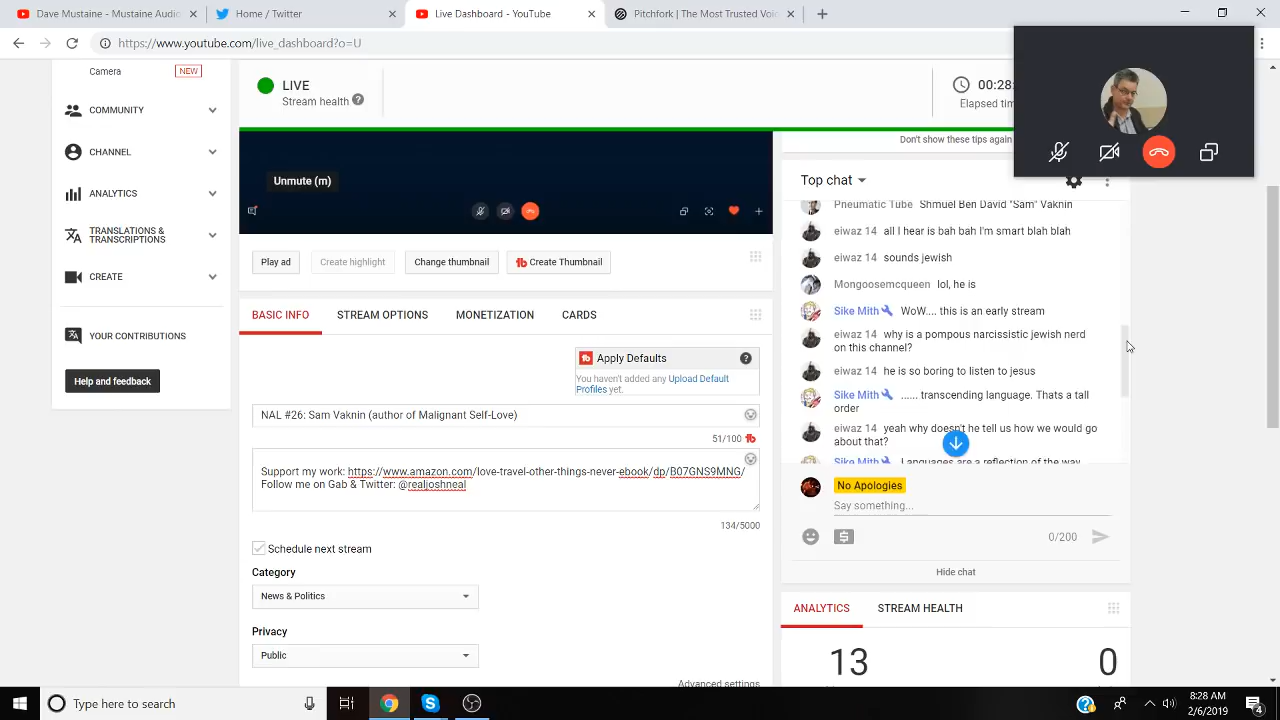 Dave Mustaine - Mustaine Audio
Home / Twitter
Live Dashboard - YouTube
Pitchfork | The Most Trusted Voi
https://www.youtube.com/live_dashboard?o=U
Camera
NEW
COMMUNITY
CHANNEL
ANALYTICS
TRANSLATIONS &
TRANSCRIPTIONS
CREATE
YOUR CONTRIBUTIONS
Help and feedback
LIVE
Stream health ?
00:28:
Elapsed tim
Unmute (m)
Play ad
Create highlight
Change thumbnail
Create Thumbnail
BASIC INFO
STREAM OPTIONS
MONETIZATION
CARDS
Apply Defaults
You haven't added any Upload Default
Profiles yet.
NAL #26: Sam Vaknin (author of Malignant Self-Love)
51/100
Support my work: https://www.amazon.com/love-travel-other-things-never-ebook/dp/B07GNS9MNG/
Follow me on Gab & Twitter: @realjoshneal
134/5000
Schedule next stream
Category
News & Politics
Privacy
Public
Advanced settings
Don't show these tips again
Top chat
Pneumatic Tube Shmuel Ben David "Sam" Vaknin
eiwaz 14 all I hear is bah bah I'm smart blah blah
eiwaz 14 sounds jewish
Mongoosemcqueen lol, he is
Sike Mith WoW.... this is an early stream
eiwaz 14 why is a pompous narcissistic jewish nerd
on this channel?
eiwaz 14 he is so boring to listen to jesus
Sike Mith ...... transcending language. Thats a tall
order
eiwaz 14 yeah why doesn't he tell us how we would go
about that?
Sike Mith Languages are a reflection of the way
No Apologies
Say something...
0/200
Hide chat
ANALYTICS
STREAM HEALTH
13
0
Type here to search
8:28 AM
2/6/2019
4